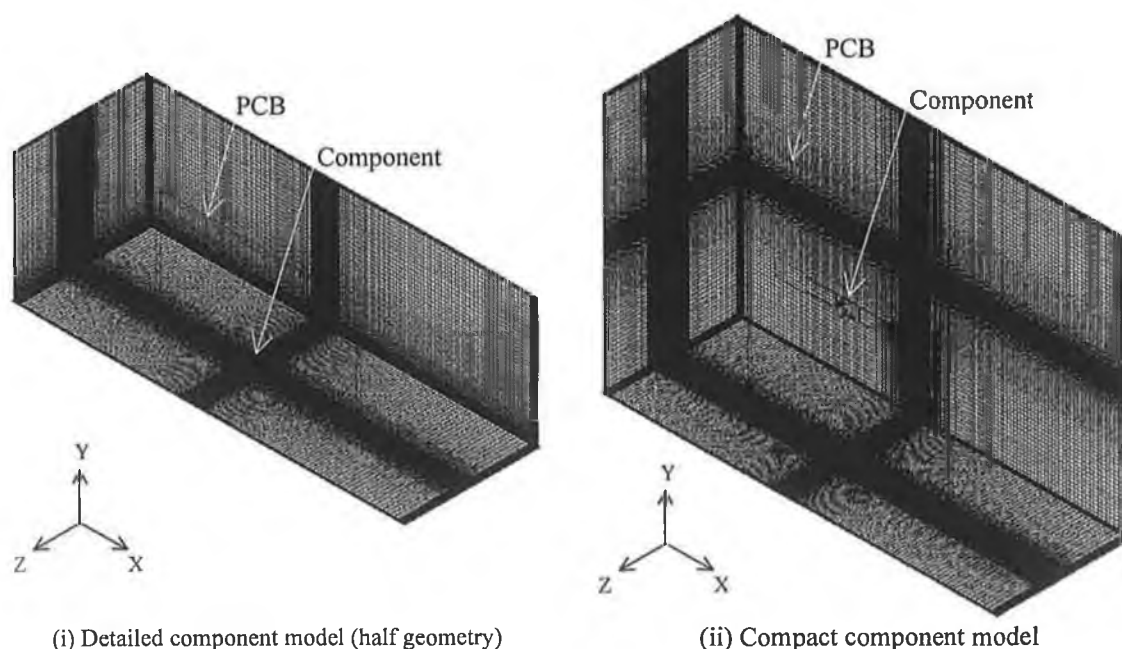 PCB
Component
Y
Z
X
(i) Detailed component model (half geometry)
PCB
Component
Y
Z
X
(ii) Compact component model